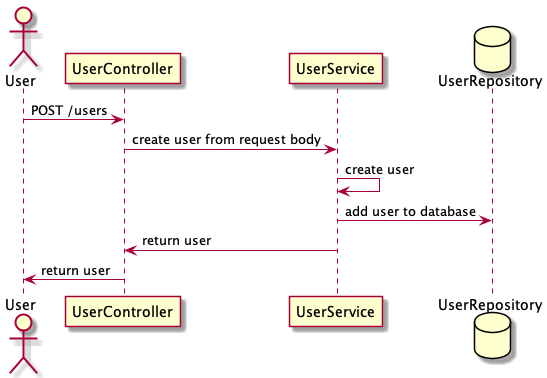 User
UserController
UserService
UserRepository
POST /users
create user from request body
create user
add user to database
return user
return user
User
UserController
UserService
UserRepository